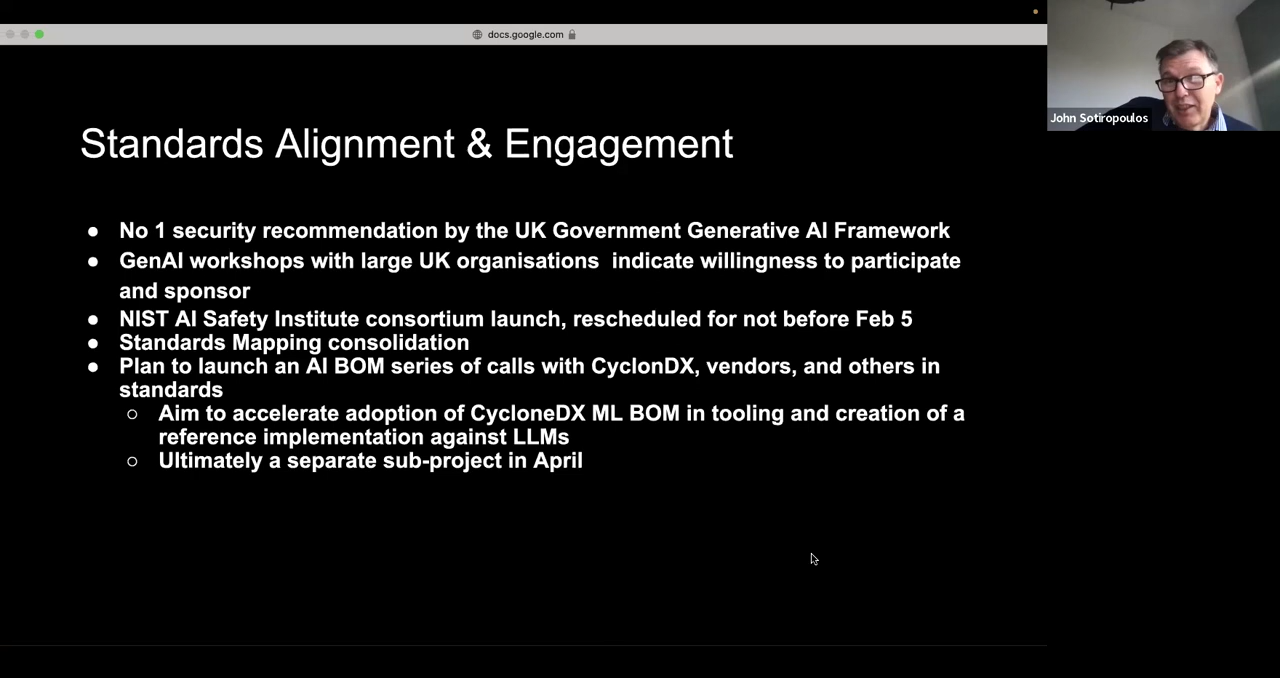 docs.google.com
John Sotiropoulos
Standards Alignment & Engagement
● No 1 security recommendation by the UK Government Generative AI Framework
● GenAI workshops with large UK organisations indicate willingness to participate
and sponsor
● NIST AI Safety Institute consortium launch, rescheduled for not before Feb 5
● Standards Mapping consolidation
● Plan to launch an AI BOM series of calls with CyclonDX, vendors, and others in
standards
○ Aim to accelerate adoption of CycloneDX ML BOM in tooling and creation of a
reference implementation against LLMs
○ Ultimately a separate sub-project in April